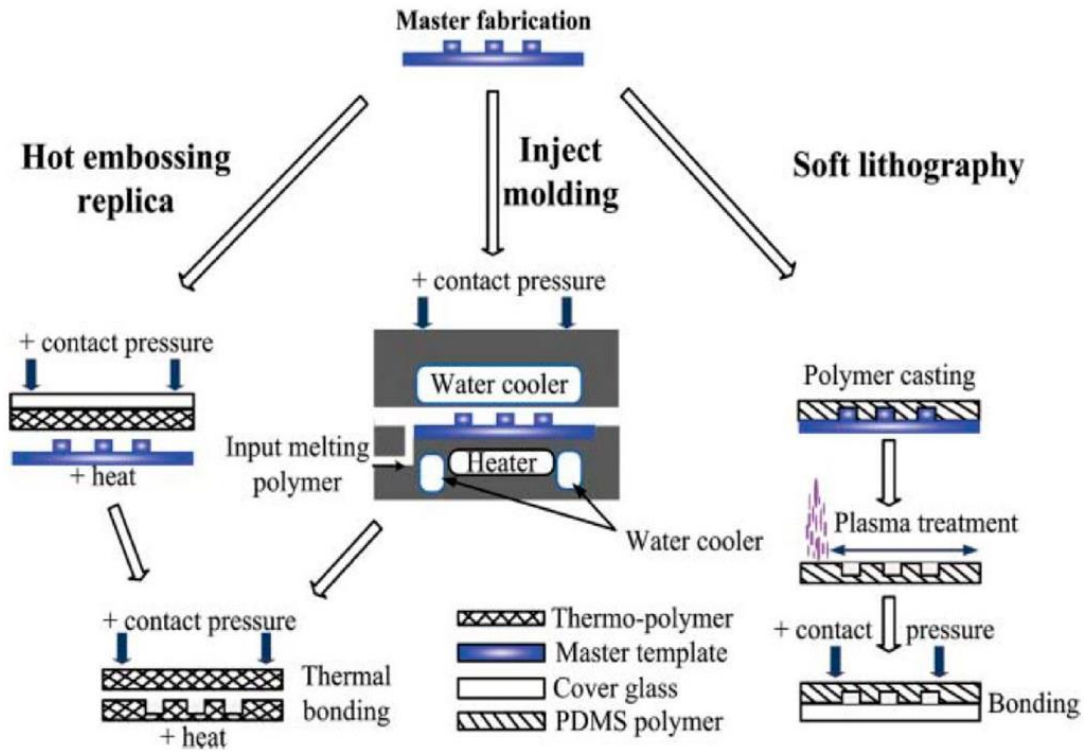 Master fabrication
Hot embossing
replica
Inject
molding
Soft lithography
+ contact pressure
+ heat
+ contact pressure
Water cooler
Input melting
polymer
Heater
Water cooler
Polymer casting
Plasma treatment
+ contact pressure
Bonding
+ contact pressure
Thermal
bonding
+ heat
Thermo-polymer
Master template
Cover glass
PDMS polymer